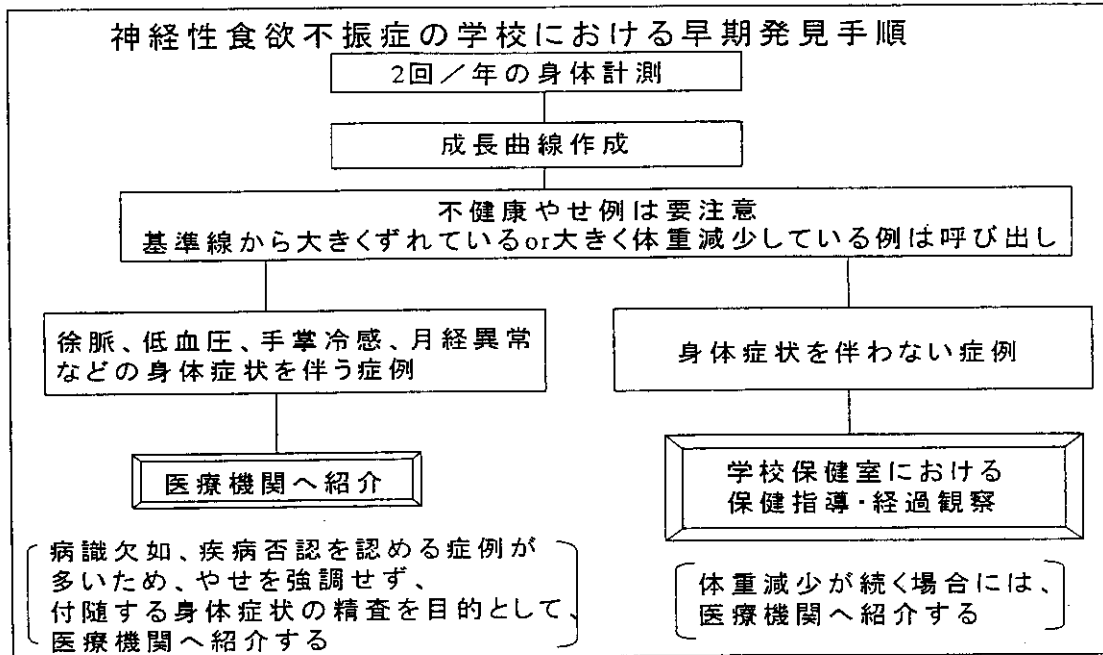 神経性食欲不振症の学校における早期発見手順
2回／年の身体計測
成長曲線作成
不健康やせ例は要注意
基準線から大きくずれているor大きく体重減少している例は呼び出し
徐脈、低血圧、手掌冷感、月経異常
などの身体症状を伴う症例
身体症状を伴わない症例
医療機関へ紹介
学校保健室における
保健指導・経過観察
病識欠如、疾病否認を認める症例が
多いため、やせを強調せず、
付随する身体症状の精査を目的として、
医療機関へ紹介する
体重減少が続く場合には、
医療機関へ紹介する